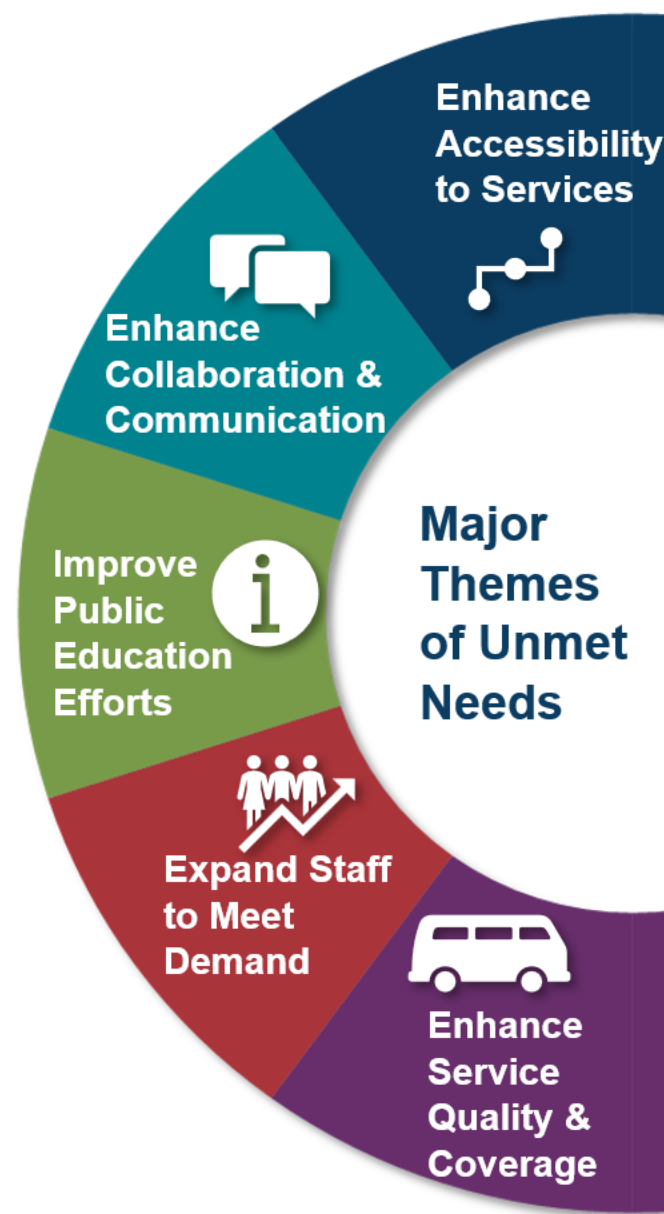 Enhance
Accessibility
to Services
Enhance
Collaboration &
Communication
Improve
Public
Education
Efforts
Major
Themes
of Unmet
Needs
Expand Staff
to Meet
Demand
Enhance
Service
Quality &
Coverage